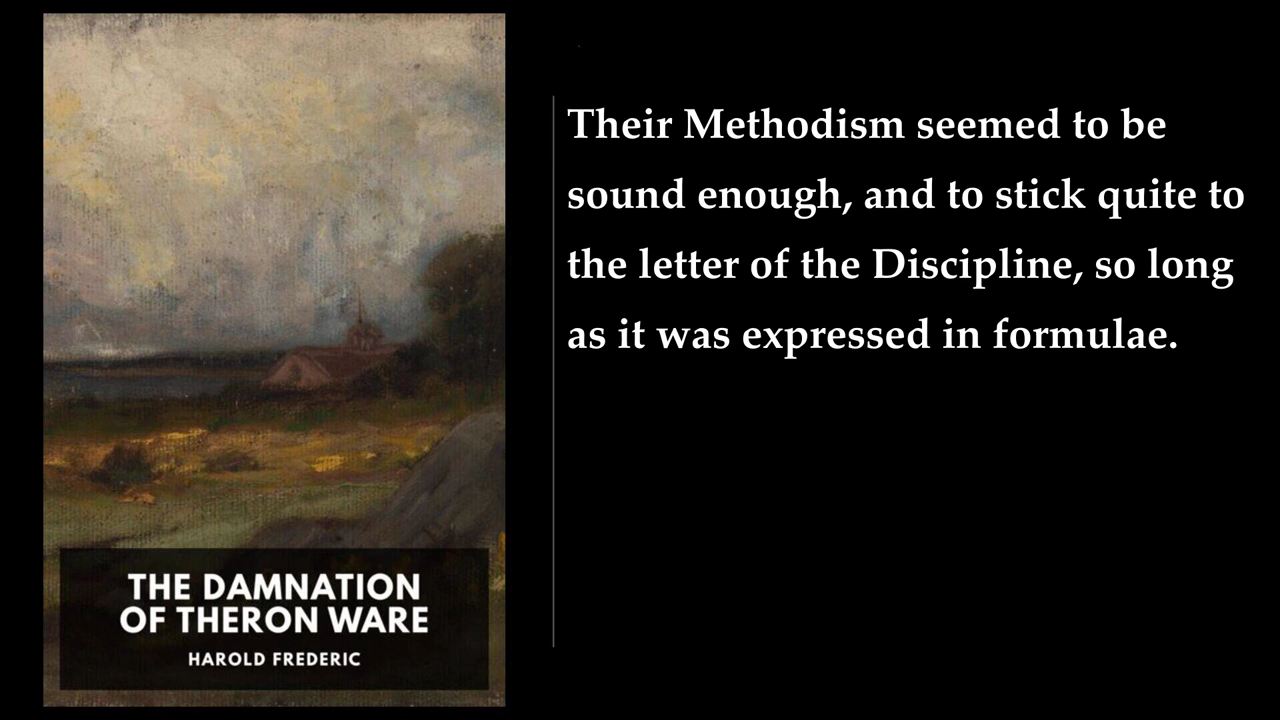 Their Methodism seemed to be
sound enough, and to stick quite to
the letter of the Discipline, so long
as it was expressed in formulae.
THE DAMNATION
OF THERON WARE
HAROLD FREDERIC